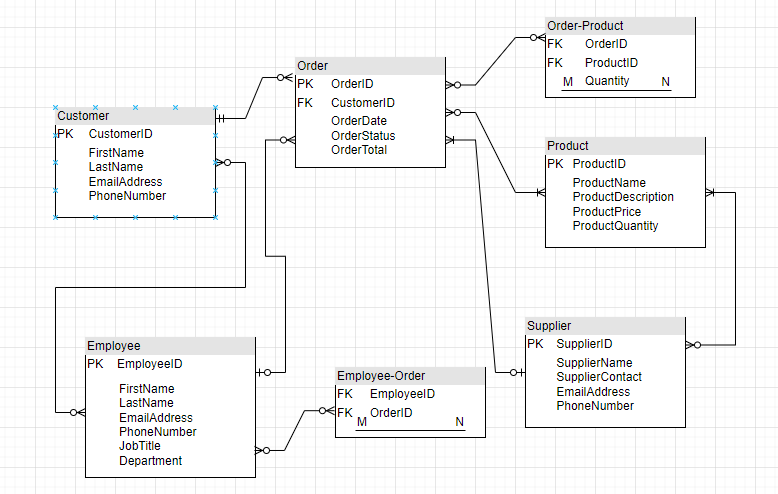 Order-Product
FK OrderID
FK ProductID
M Quantity N
Order
PK OrderID
FK CustomerID
OrderDate
OrderStatus
OrderTotal
Customer
PK CustomerID
FirstName
LastName
EmailAddress
PhoneNumber
Product
PK ProductID
ProductName
ProductDescription
ProductPrice
ProductQuantity
Supplier
PK SupplierID
SupplierName
SupplierContact
EmailAddress
PhoneNumber
Employee
PK EmployeeID
FirstName
LastName
EmailAddress
PhoneNumber
JobTitle
Department
Employee-Order
FK EmployeeID
FK OrderID
M N